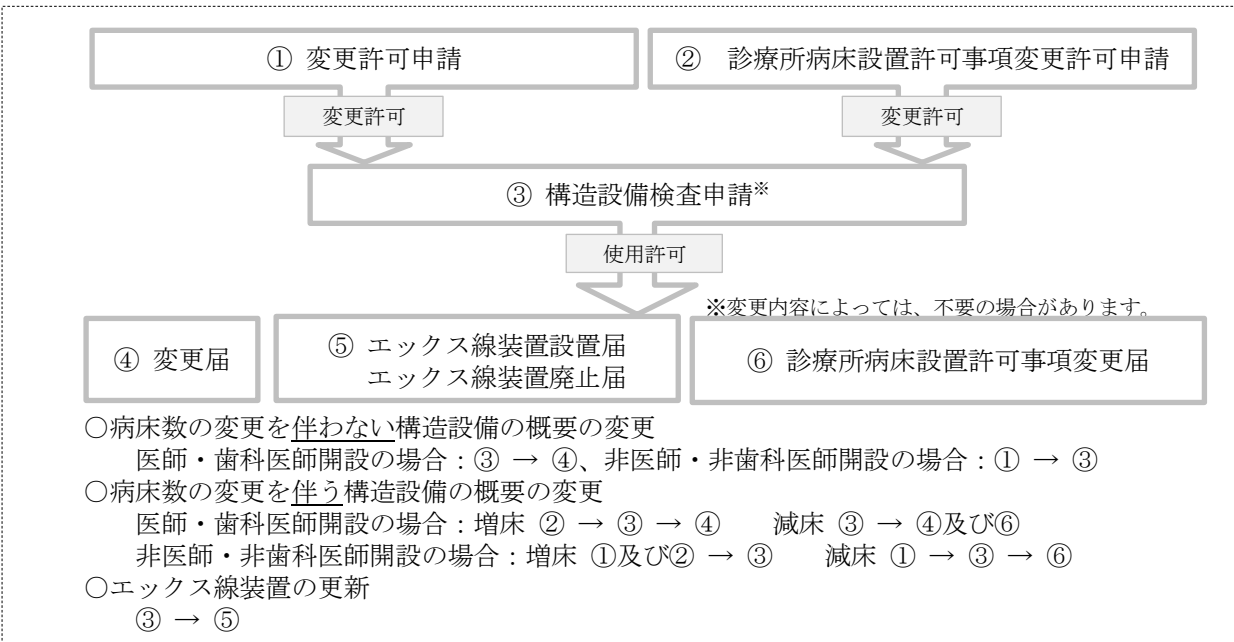 ① 変更許可申請
② 診療所病床設置許可事項変更許可申請
変更許可
変更許可
③ 構造設備検査申請※
使用許可
※変更内容によっては、不要の場合があります。
④ 変更届
⑤ エックス線装置設置届
エックス線装置廃止届
⑥ 診療所病床設置許可事項変更届
○病床数の変更を伴わない構造設備の概要の変更
医師・歯科医師開設の場合:③ → ④、非医師・非歯科医師開設の場合:① → ③
○病床数の変更を伴う構造設備の概要の変更
医師・歯科医師開設の場合:増床 ② → ③ → ④ 減床 ③ → ④及び⑥
非医師・非歯科医師開設の場合:増床 ①及び② → ③ 減床 ① → ③ → ⑥
○エックス線装置の更新
③ → ⑤